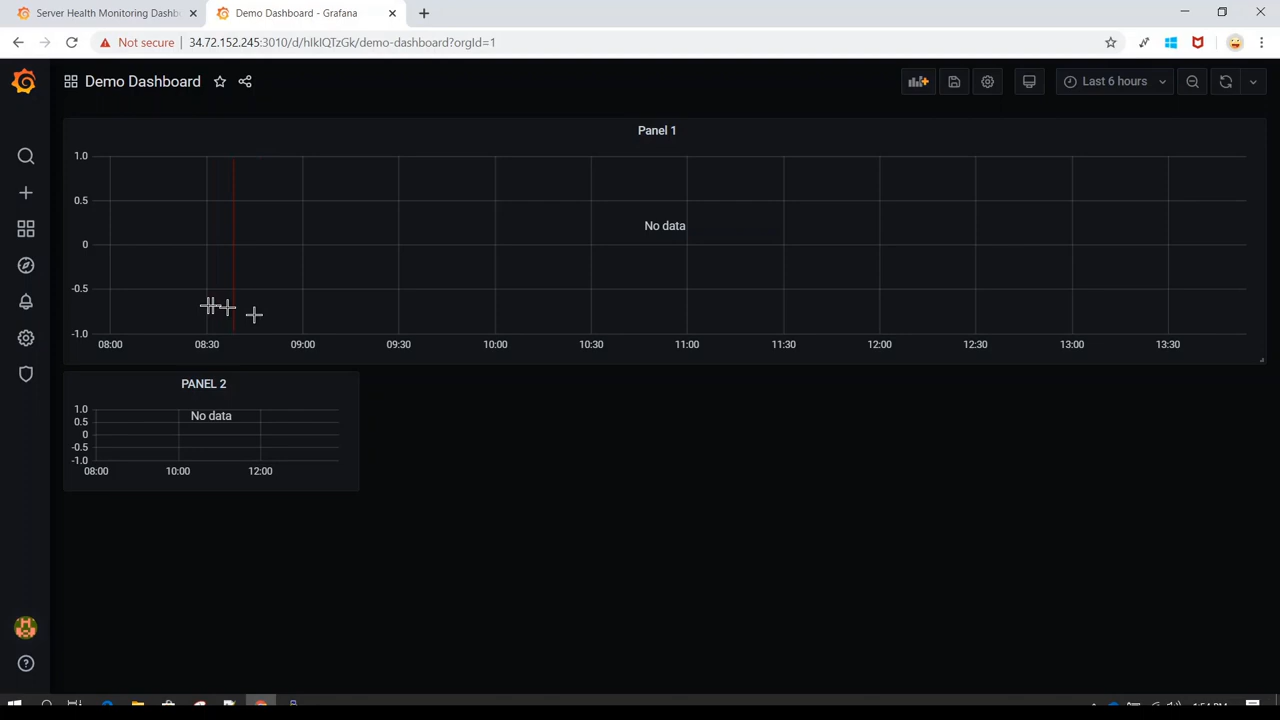 Server Health Monitoring Dashb
Demo Dashboard - Grafana
Not secure
34.72.152.245:3010/d/hIkIQTzGk/demo-dashboard?orgId=1
Demo Dashboard
Last 6 hours
Panel 1
1.0
0.5
No data
0
-0.5
-1.0
08:00 08:30 09:00 09:30 10:00 10:30 11:00 11:30 12:00 12:30 13:00 13:30
PANEL 2
1.0
No data
0.5
0
-0.5
-1.0
08:00 10:00 12:00
1:54 PM